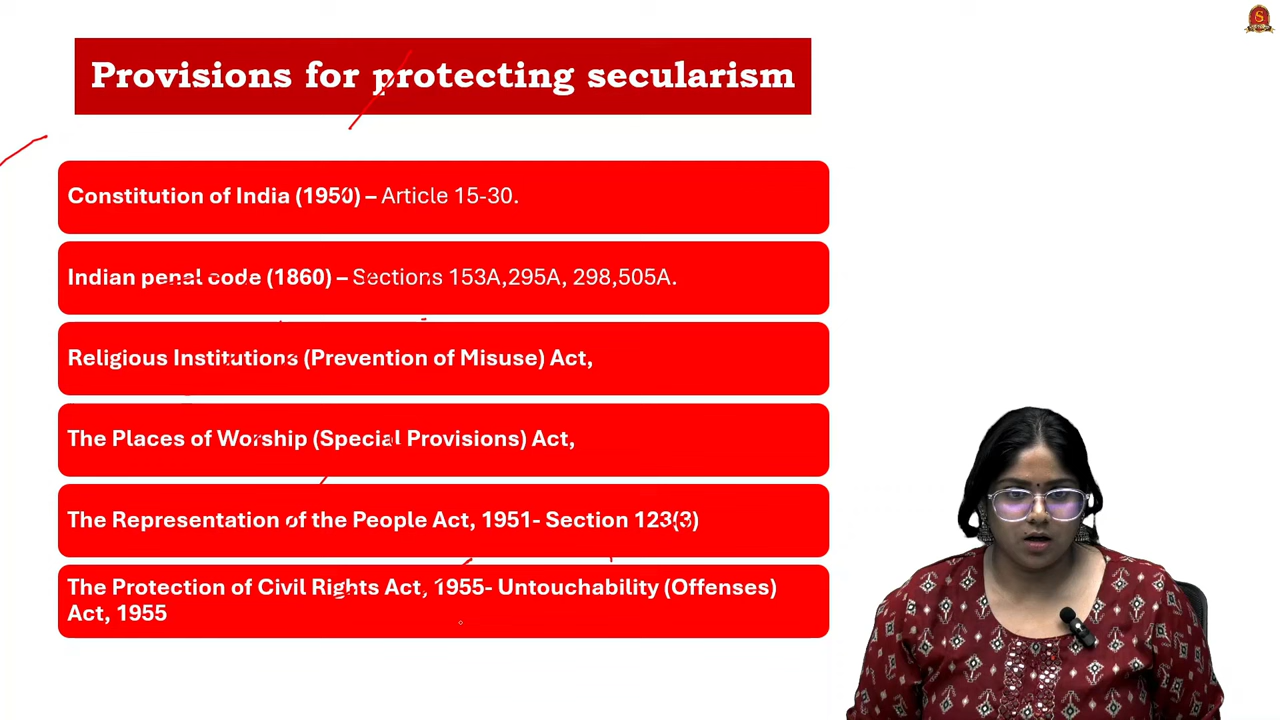 Provisions for protecting secularism
Constitution of India (1950) – Article 15-30.
Indian penal code (1860) – Sections 153A,295A, 298,505A.
Religious Institutions (Prevention of Misuse) Act,
The Places of Worship (Special Provisions) Act,
The Representation of the People Act, 1951- Section 123(3)
The Protection of Civil Rights Act, 1955- Untouchability (Offenses)
Act, 1955